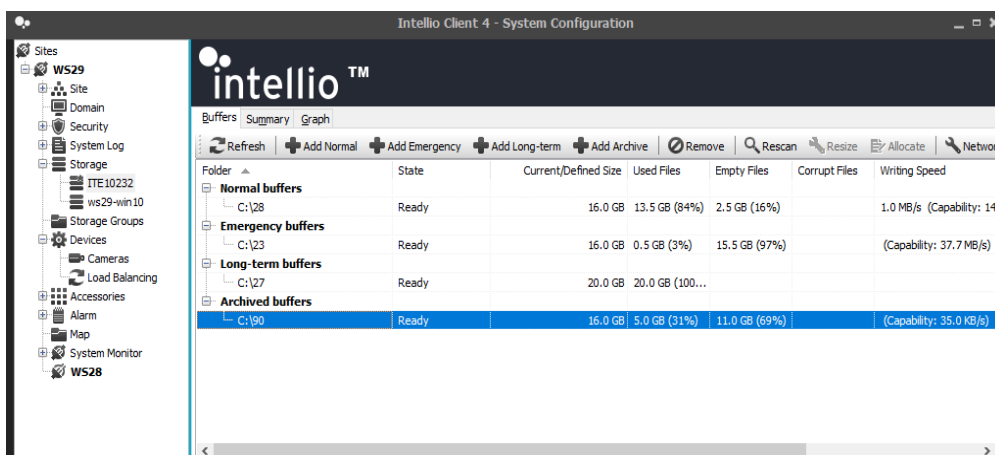 Intellio Client 4 - System Configuration
Sites
WS29
Site
Domain
Security
System Log
Storage
ITE10232
ws29-win10
Storage Groups
Devices
Cameras
Load Balancing
Accessories
Alarm
Map
System Monitor
WS28
intellio ™
Buffers Summary Graph
Refresh Add Normal Add Emergency Add Long-term Add Archive Remove Rescan Resize Allocate Networ
Folder State Current/Defined Size Used Files Empty Files Corrupt Files Writing Speed
Normal buffers
C:\28 Ready 16.0 GB 13.5 GB (84%) 2.5 GB (16%) 1.0 MB/s (Capability: 14
Emergency buffers
C:\23 Ready 16.0 GB 0.5 GB (3%) 15.5 GB (97%) (Capability: 37.7 MB/s)
Long-term buffers
C:\27 Ready 20.0 GB 20.0 GB (100...
Archived buffers
C:\90 Ready 16.0 GB 5.0 GB (31%) 11.0 GB (69%) (Capability: 35.0 KB/s)